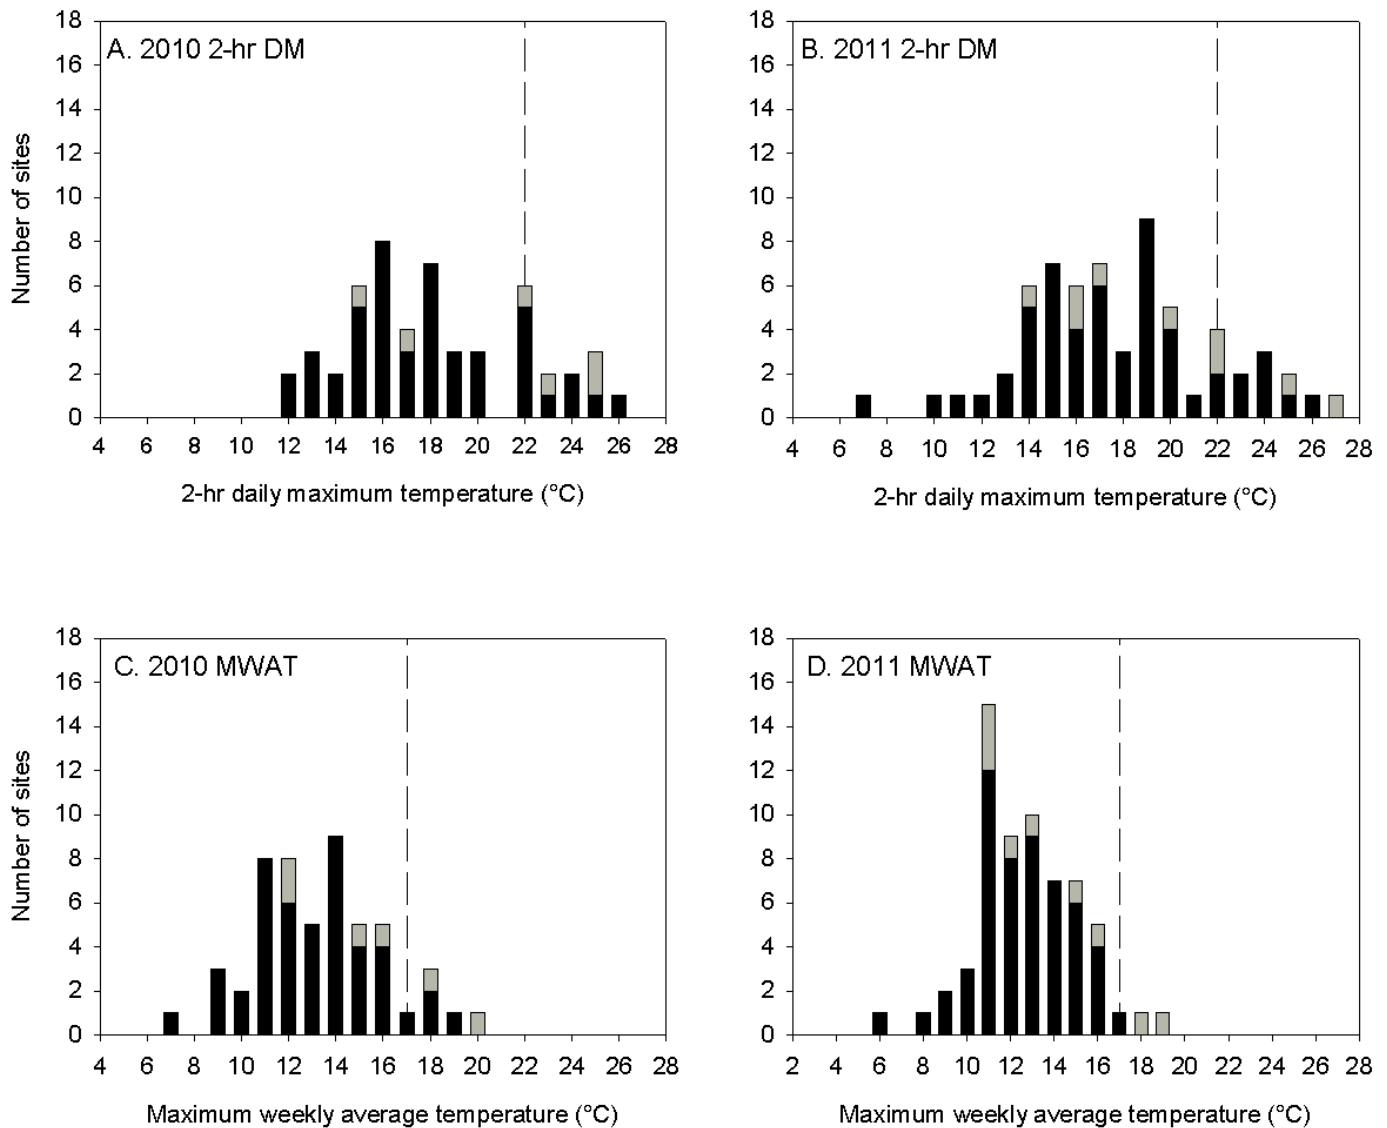 A. 2010 2-hr DM
Number of sites
18
16
14
12
10
8
6
4
2
0
4 6 8 10 12 14 16 18 20 22 24 26 28
2-hr daily maximum temperature (°C)
B. 2011 2-hr DM
18
16
14
12
10
8
6
4
2
0
4 6 8 10 12 14 16 18 20 22 24 26 28
2-hr daily maximum temperature (°C)
C. 2010 MWAT
Number of sites
18
16
14
12
10
8
6
4
2
0
4 6 8 10 12 14 16 18 20 22 24 26 28
Maximum weekly average temperature (°C)
D. 2011 MWAT
18
16
14
12
10
8
6
4
2
0
2 4 6 8 10 12 14 16 18 20 22 24 26 28
Maximum weekly average temperature (°C)